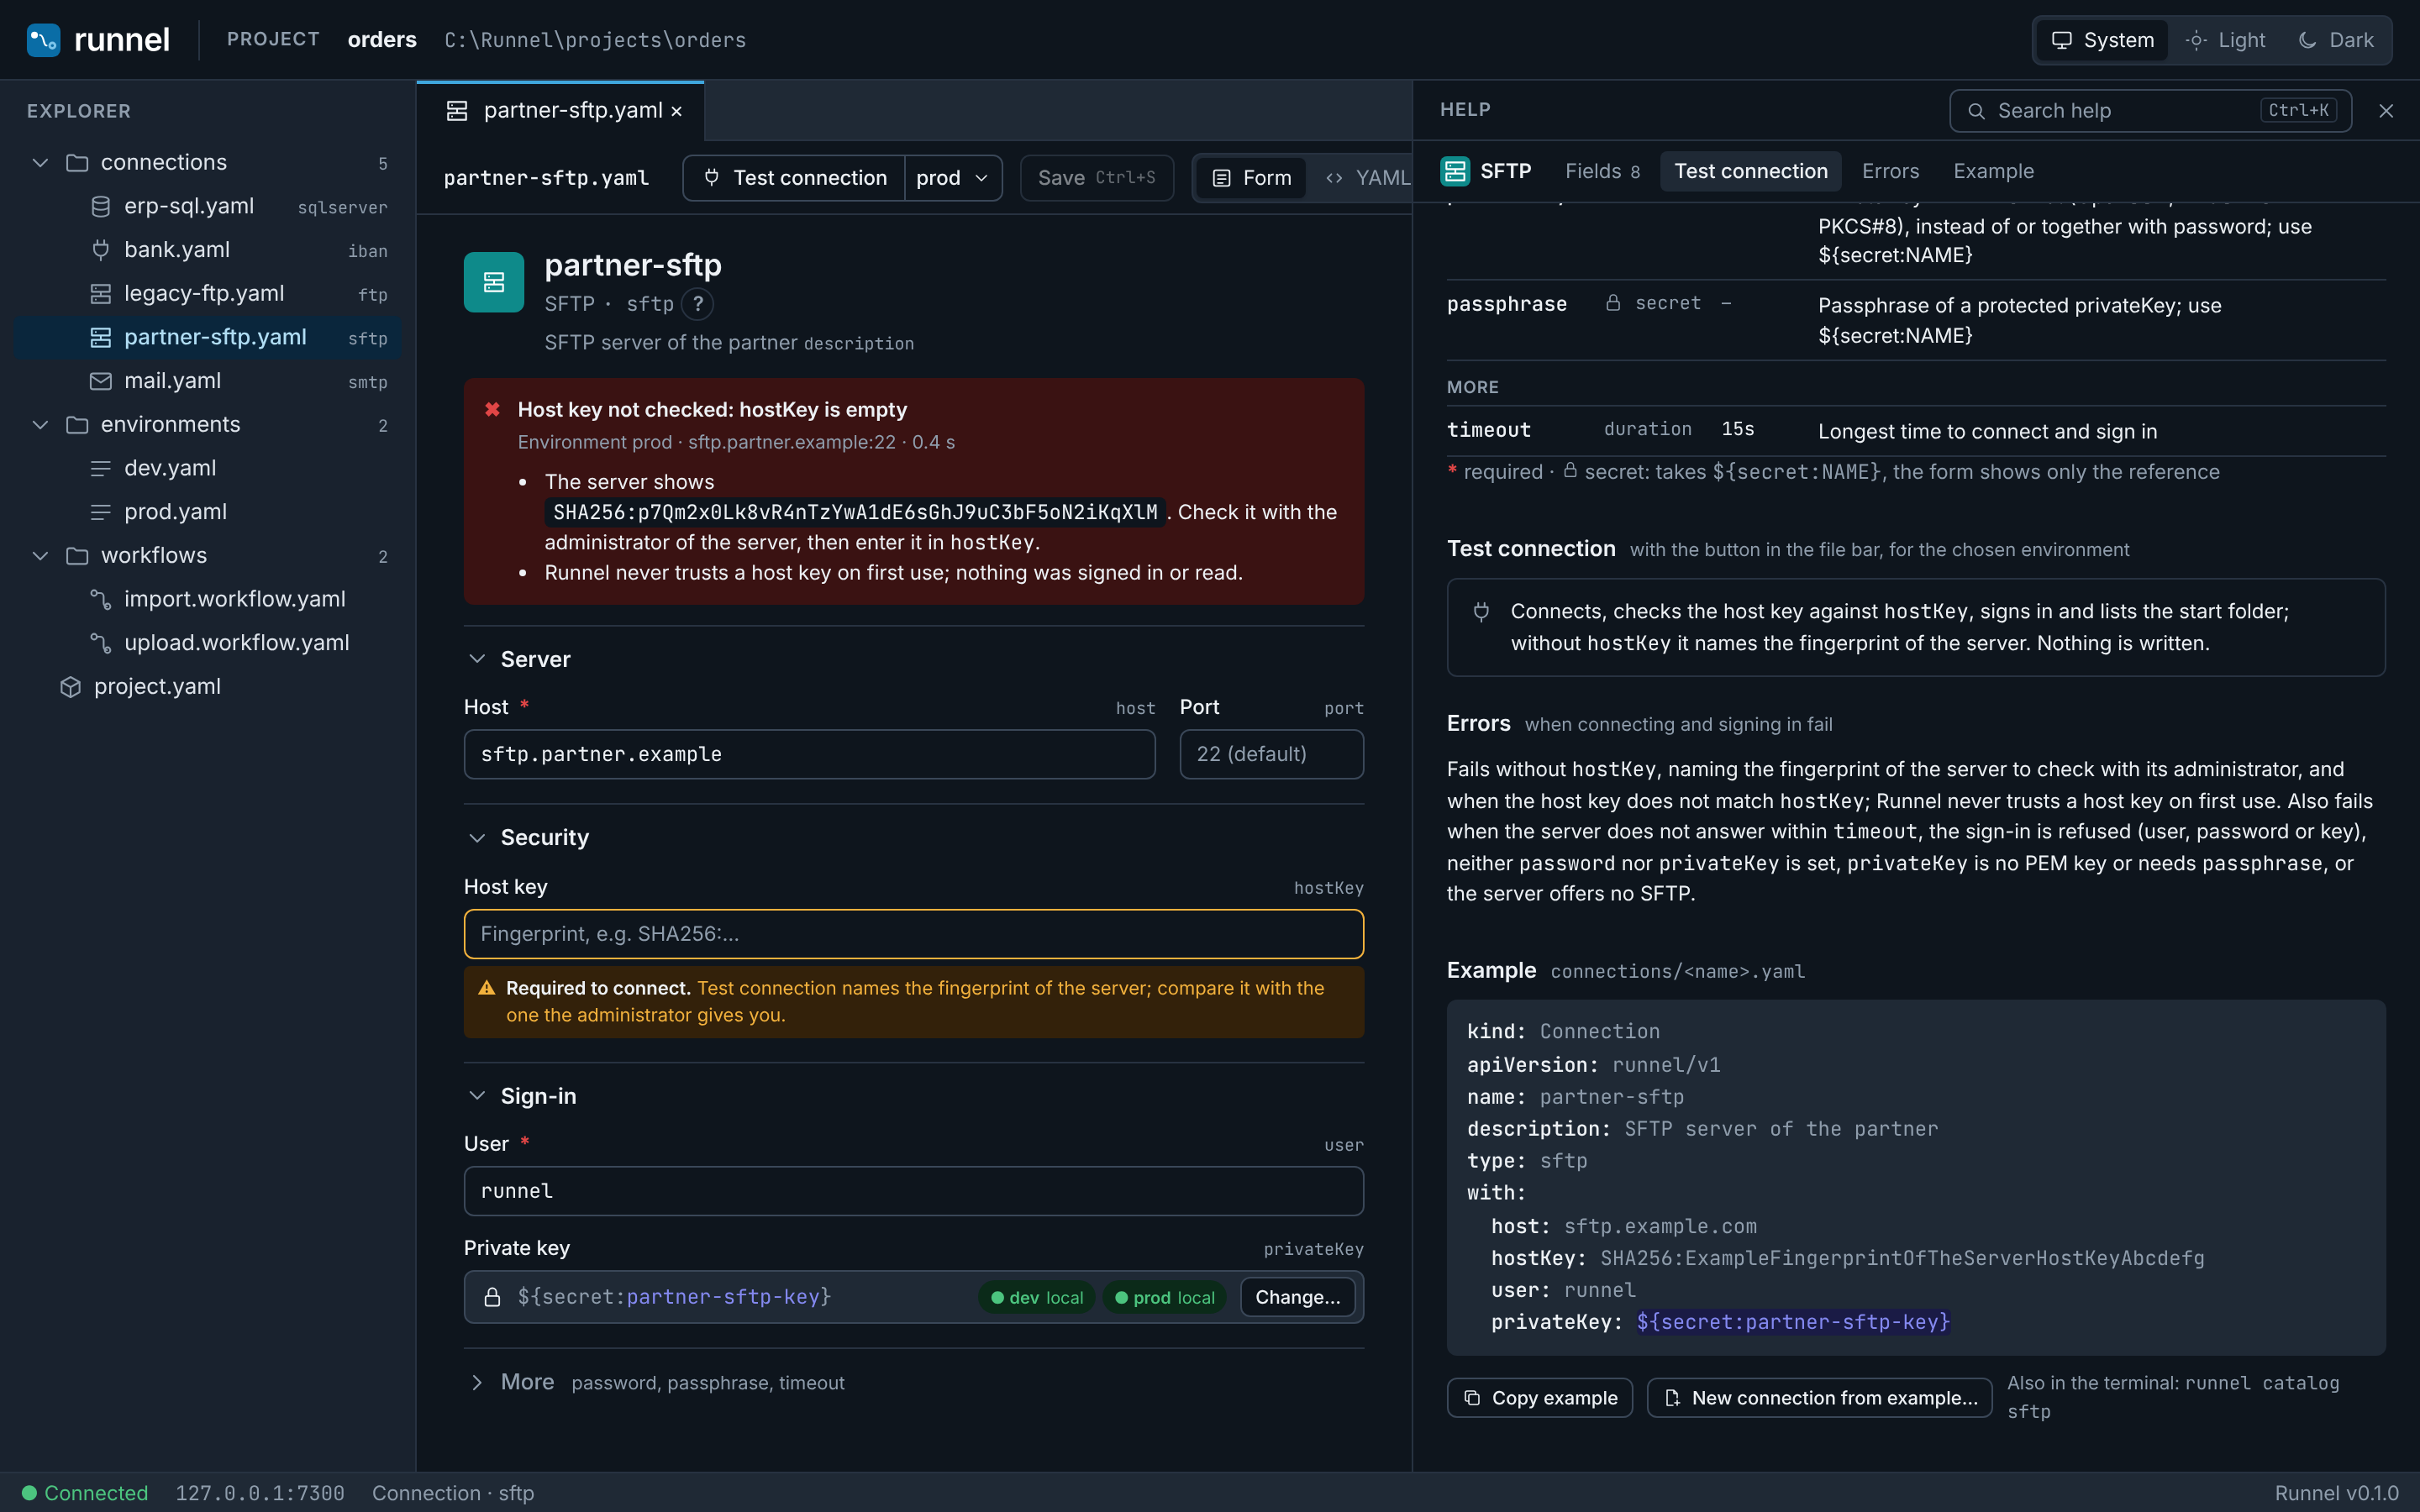 runnel PROJECT orders C:\Runnel\projects\orders System Light Dark
EXPLORER
connections 5
erp-sql.yaml sqlserver
bank.yaml iban
legacy-ftp.yaml ftp
partner-sftp.yaml sftp
mail.yaml smtp
environments 2
dev.yaml
prod.yaml
workflows 2
import.workflow.yaml
upload.workflow.yaml
project.yaml
partner-sftp.yaml ×
partner-sftp.yaml Test connection prod Save Ctrl+S Form YAML
partner-sftp
SFTP · sftp ?
SFTP server of the partner description
Host key not checked: hostKey is empty
Environment prod · sftp.partner.example:22 · 0.4 s
• The server shows
SHA256:p7Qm2x0Lk8vR4nTzYwA1dE6sGhJ9uC3bF5oN2iKqXlM. Check it with the
administrator of the server, then enter it in hostKey.
• Runnel never trusts a host key on first use; nothing was signed in or read.
Server
Host * host Port port
sftp.partner.example 22 (default)
Security
Host key hostKey
Fingerprint, e.g. SHA256:...
Required to connect. Test connection names the fingerprint of the server; compare it with the
one the administrator gives you.
Sign-in
User * user
runnel
Private key privateKey
${secret:partner-sftp-key} dev local prod local Change...
More password, passphrase, timeout
HELP Search help Ctrl+K
SFTP Fields 8 Test connection Errors Example
PKCS#8), instead of or together with password; use
${secret:NAME}
passphrase secret – Passphrase of a protected privateKey; use
${secret:NAME}
MORE
timeout duration 15s Longest time to connect and sign in
* required · secret: takes ${secret:NAME}, the form shows only the reference
Test connection with the button in the file bar, for the chosen environment
Connects, checks the host key against hostKey, signs in and lists the start folder;
without hostKey it names the fingerprint of the server. Nothing is written.
Errors when connecting and signing in fail
Fails without hostKey, naming the fingerprint of the server to check with its administrator, and
when the host key does not match hostKey; Runnel never trusts a host key on first use. Also fails
when the server does not answer within timeout, the sign-in is refused (user, password or key),
neither password nor privateKey is set, privateKey is no PEM key or needs passphrase, or
the server offers no SFTP.
Example connections/<name>.yaml
kind: Connection
apiVersion: runnel/v1
name: partner-sftp
description: SFTP server of the partner
type: sftp
with:
host: sftp.example.com
hostKey: SHA256:ExampleFingerprintOfTheServerHostKeyAbcdefg
user: runnel
privateKey: ${secret:partner-sftp-key}
Copy example New connection from example... Also in the terminal: runnel catalog
sftp
Connected 127.0.0.1:7300 Connection · sftp Runnel v0.1.0